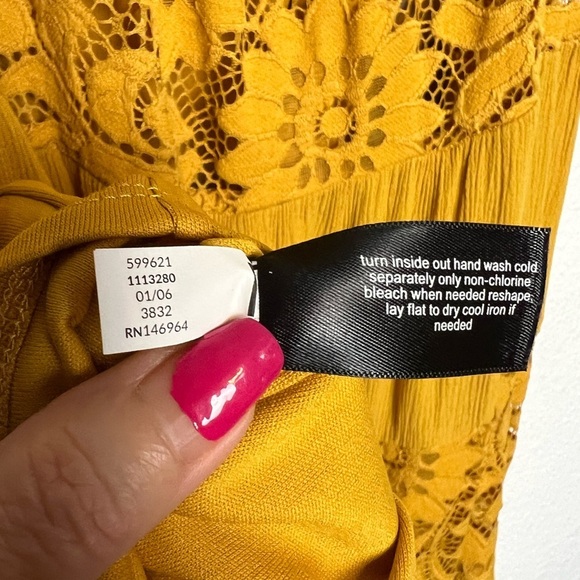 599621
1113280
01/06
3832
RN146964
turn inside out hand wash cold
separately only non-chlorine
bleach when needed reshape,
lay flat to dry cool iron if
needed